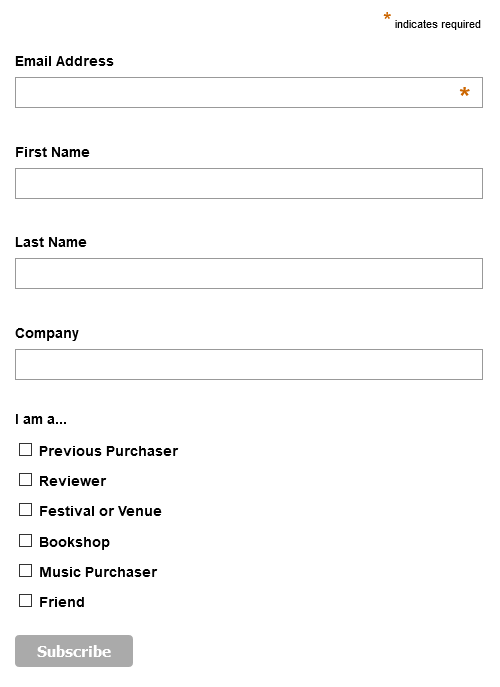 * indicates required
Email Address
*
First Name
Last Name
Company
I am a...
Previous Purchaser
Reviewer
Festival or Venue
Bookshop
Music Purchaser
Friend
Subscribe